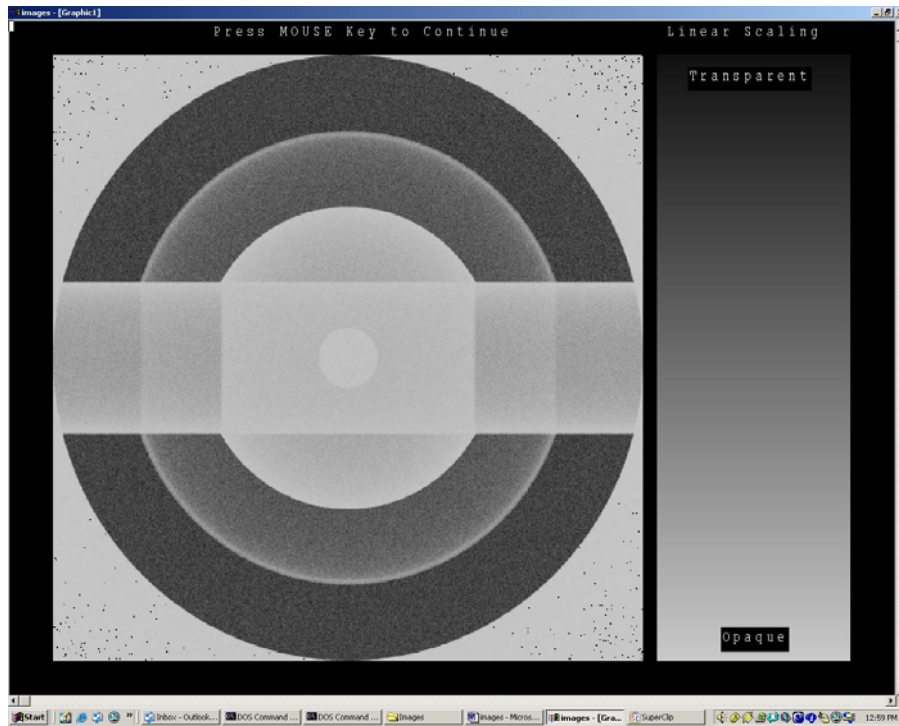 images - [Graphic1]
Press MOUSE Key to Continue
Linear Scaling
Transparent
Opaque
Start
Inbox - Outlook...
DOS Command ...
DOS Command ...
Images
images - Micros...
images - [Gra...
SuperClip
12:59 PM